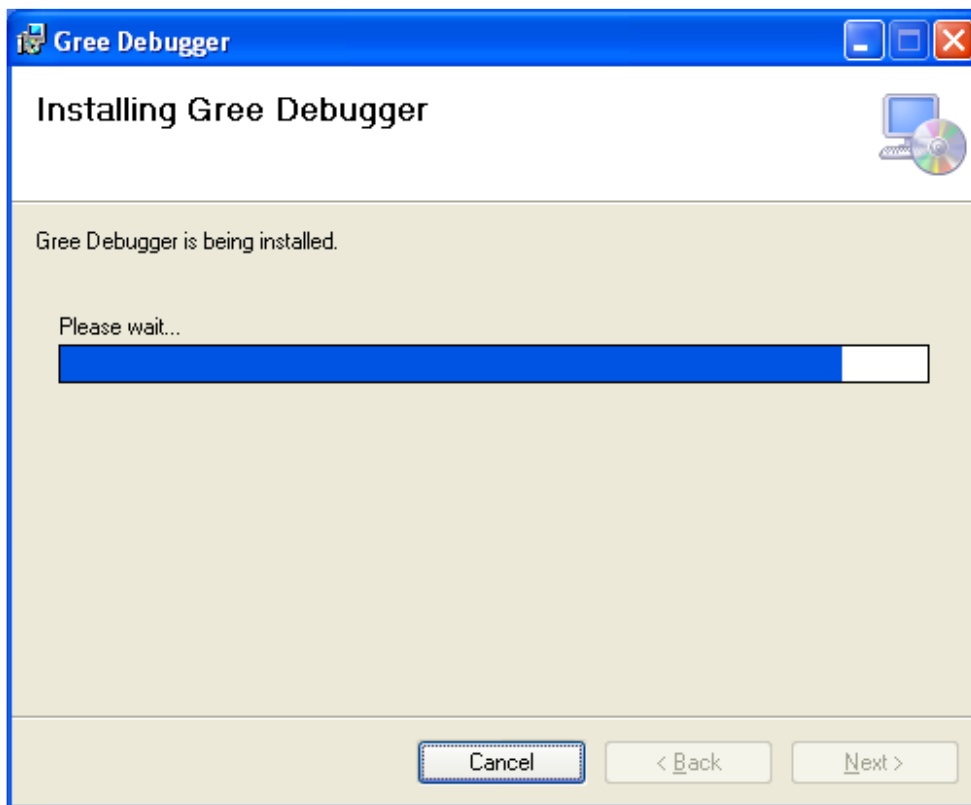 Gree Debugger
Installing Gree Debugger
Gree Debugger is being installed.
Please wait...
Cancel
< Back
Next >